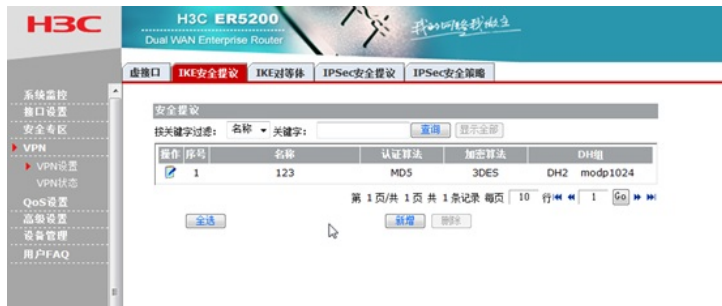 H3C
H3C ER5200
Dual WAN Enterprise Router
我的网络我做主
虚接口 IKE安全提议 IKE对等体 IPSec安全提议 IPSec安全策略
系统监控
接口设置
安全专区
VPN
VPN设置
VPN状态
QoS设置
高级设置
设备管理
用户FAQ
安全提议
按关键字过滤： 名称 关键字： 查询 显示全部
操作 序号 名称 认证算法 加密算法 DH组
1 123 MD5 3DES DH2 modp1024
第 1 页/共 1 页 共 1 条记录 每页 10 行 1 Go
全选 新增 删除